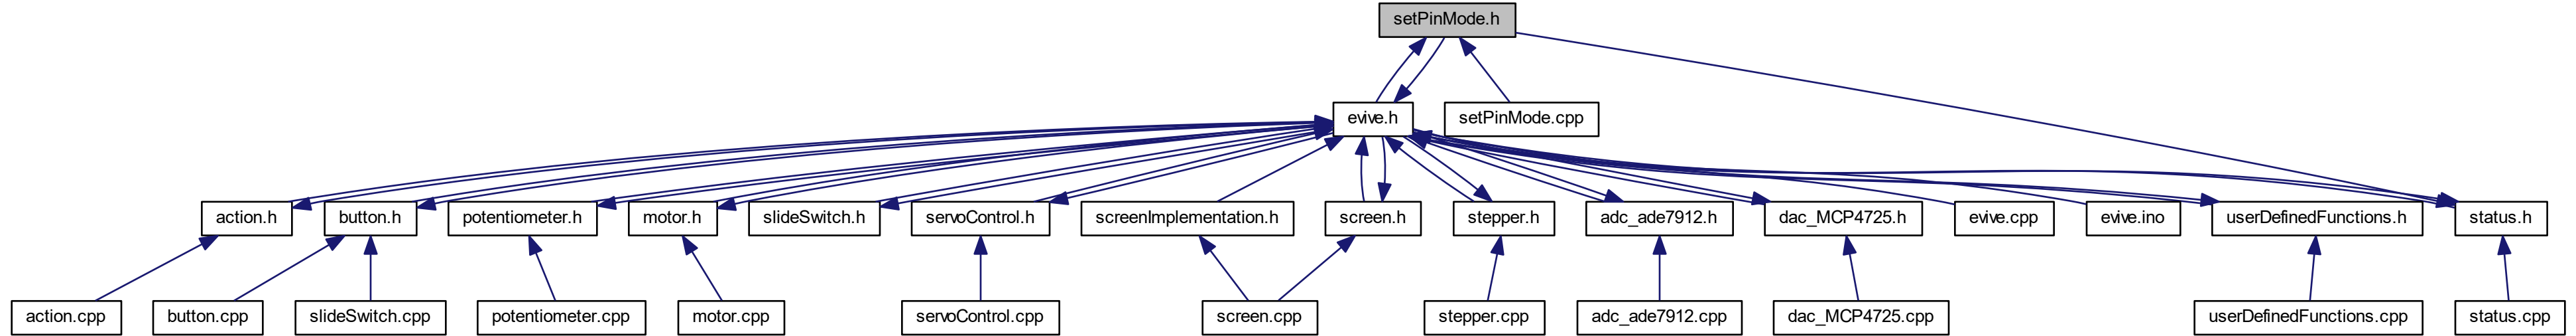 setPinMode.h
evive.h
setPinMode.cpp
action.h
button.h
potentiometer.h
motor.h
slideSwitch.h
servoControl.h
screenImplementation.h
screen.h
stepper.h
adc_ade7912.h
dac_MCP4725.h
evive.cpp
evive.ino
userDefinedFunctions.h
status.h
action.cpp
button.cpp
slideSwitch.cpp
potentiometer.cpp
motor.cpp
servoControl.cpp
screen.cpp
stepper.cpp
adc_ade7912.cpp
dac_MCP4725.cpp
userDefinedFunctions.cpp
status.cpp